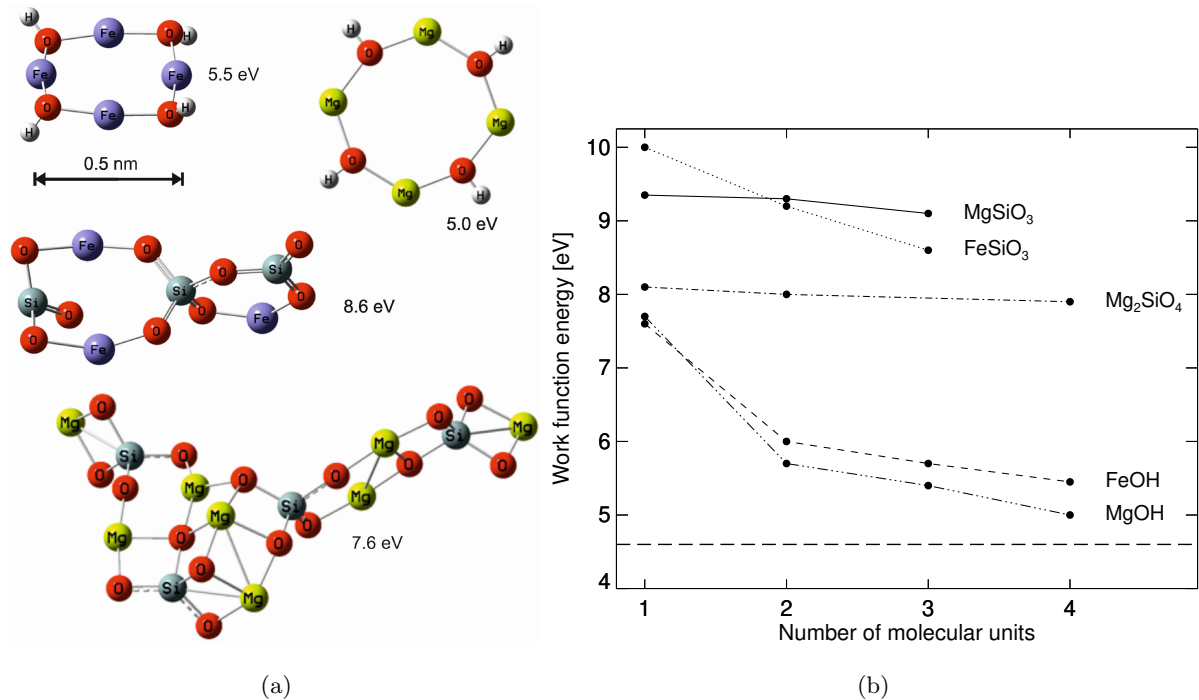 H
Fe
H
O
O
Fe
5.5 eV
Fe
H
O
O
H
Fe
0.5 nm
Mg
H
H
O
O
Mg
Mg
O
O
H
H
Mg
5.0 eV
O
Fe
O
O
O
Si
Si
Si
O
O
O
O
Fe
O
Fe
8.6 eV
O
Mg
O
O
O
Mg
Si
Si
O
Mg
O
O
O
O
O
Mg
O
Si
Mg
Mg
O
Mg
O
O
7.6 eV
O
O
Si
Mg
O
(a)
Work function energy [eV]
10
9
8
7
6
5
4
MgSiO₃
FeSiO₃
Mg₂SiO₄
FeOH
MgOH
1 2 3 4
Number of molecular units
(b)